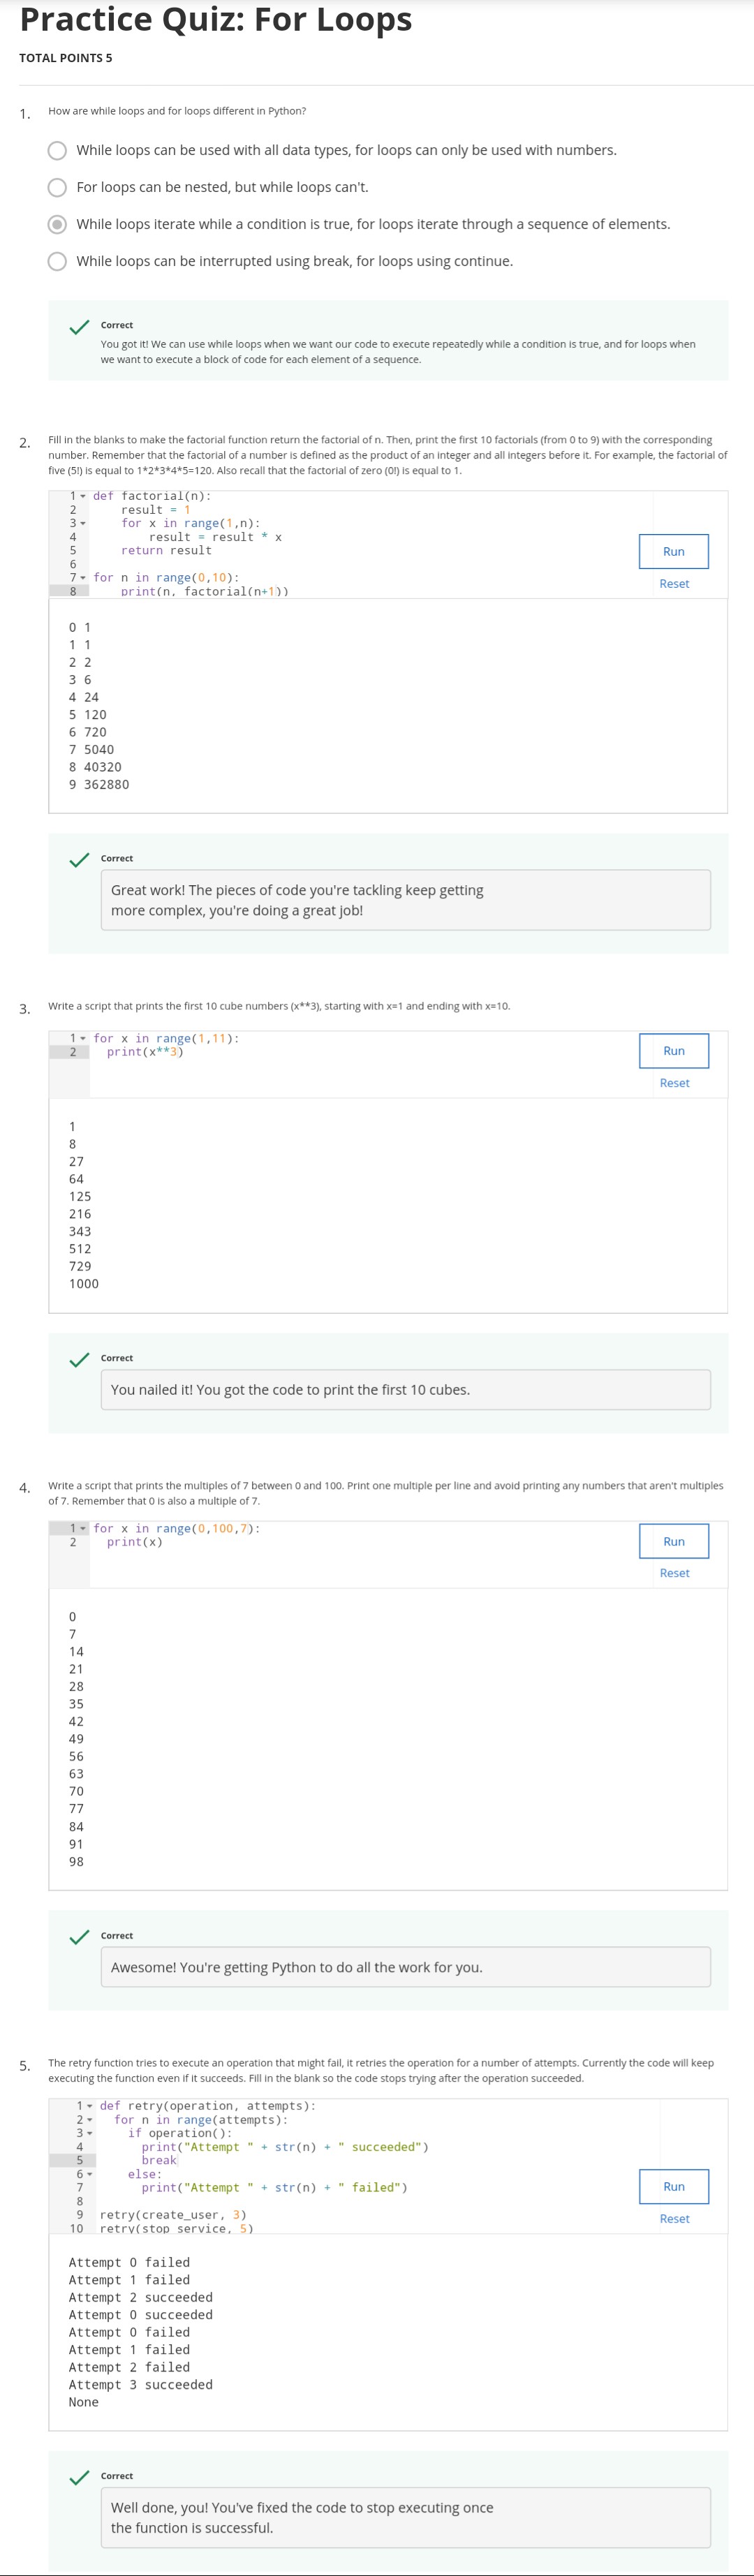 Practice Quiz: For Loops
TOTAL POINTS 5
1. How are while loops and for loops different in Python?
While loops can be used with all data types, for loops can only be used with numbers.
For loops can be nested, but while loops can't.
While loops iterate while a condition is true, for loops iterate through a sequence of elements.
While loops can be interrupted using break, for loops using continue.
Correct
You got it! We can use while loops when we want our code to execute repeatedly while a condition is true, and for loops when
we want to execute a block of code for each element of a sequence.
2. Fill in the blanks to make the factorial function return the factorial of n. Then, print the first 10 factorials (from 0 to 9) with the corresponding
number. Remember that the factorial of a number is defined as the product of an integer and all integers before it. For example, the factorial of
five (5!) is equal to 1*2*3*4*5=120. Also recall that the factorial of zero (0!) is equal to 1.
1 def factorial(n):
2     result = 1
3     for x in range(1,n):
4         result = result * x
5     return result
6
7 for n in range(0,10):
8     print(n, factorial(n+1))
Run
Reset
0 1
1 1
2 2
3 6
4 24
5 120
6 720
7 5040
8 40320
9 362880
Correct
Great work! The pieces of code you're tackling keep getting
more complex, you're doing a great job!
3. Write a script that prints the first 10 cube numbers (x**3), starting with x=1 and ending with x=10.
1 for x in range(1,11):
2   print(x**3)
Run
Reset
1
8
27
64
125
216
343
512
729
1000
Correct
You nailed it! You got the code to print the first 10 cubes.
4. Write a script that prints the multiples of 7 between 0 and 100. Print one multiple per line and avoid printing any numbers that aren't multiples
of 7. Remember that 0 is also a multiple of 7.
1 for x in range(0,100,7):
2   print(x)
Run
Reset
0
7
14
21
28
35
42
49
56
63
70
77
84
91
98
Correct
Awesome! You're getting Python to do all the work for you.
5. The retry function tries to execute an operation that might fail, it retries the operation for a number of attempts. Currently the code will keep
executing the function even if it succeeds. Fill in the blank so the code stops trying after the operation succeeded.
1 def retry(operation, attempts):
2   for n in range(attempts):
3     if operation():
4       print("Attempt " + str(n) + " succeeded")
5       break
6     else:
7       print("Attempt " + str(n) + " failed")
8
9 retry(create_user, 3)
10 retry(stop_service, 5)
Run
Reset
Attempt 0 failed
Attempt 1 failed
Attempt 2 succeeded
Attempt 0 succeeded
Attempt 0 failed
Attempt 1 failed
Attempt 2 failed
Attempt 3 succeeded
None
Correct
Well done, you! You've fixed the code to stop executing once
the function is successful.